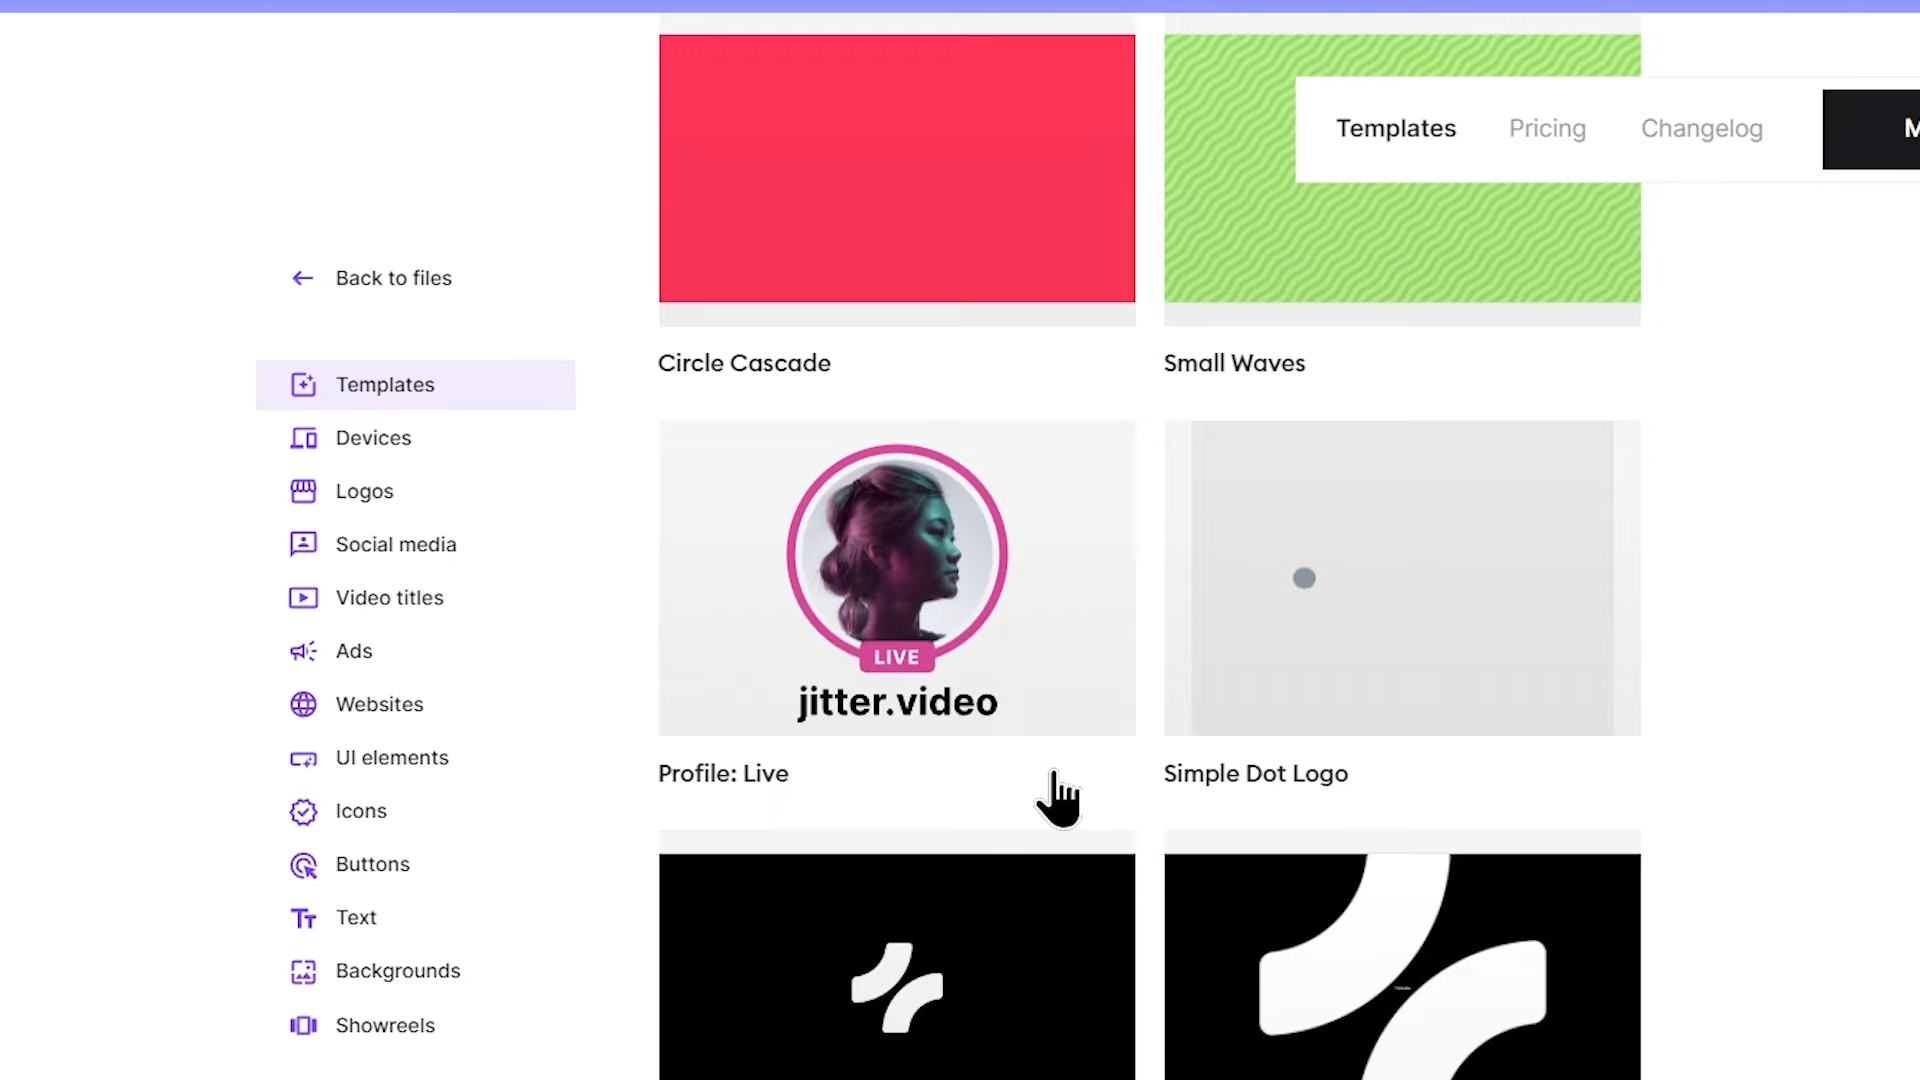 Templates
Pricing
Changelog
M
Back to files
Templates
Devices
Logos
Social media
Video titles
Ads
Websites
UI elements
Icons
Buttons
Text
Backgrounds
Showreels
Circle Cascade
Small Waves
LIVE
jitter.video
Profile: Live
Simple Dot Logo